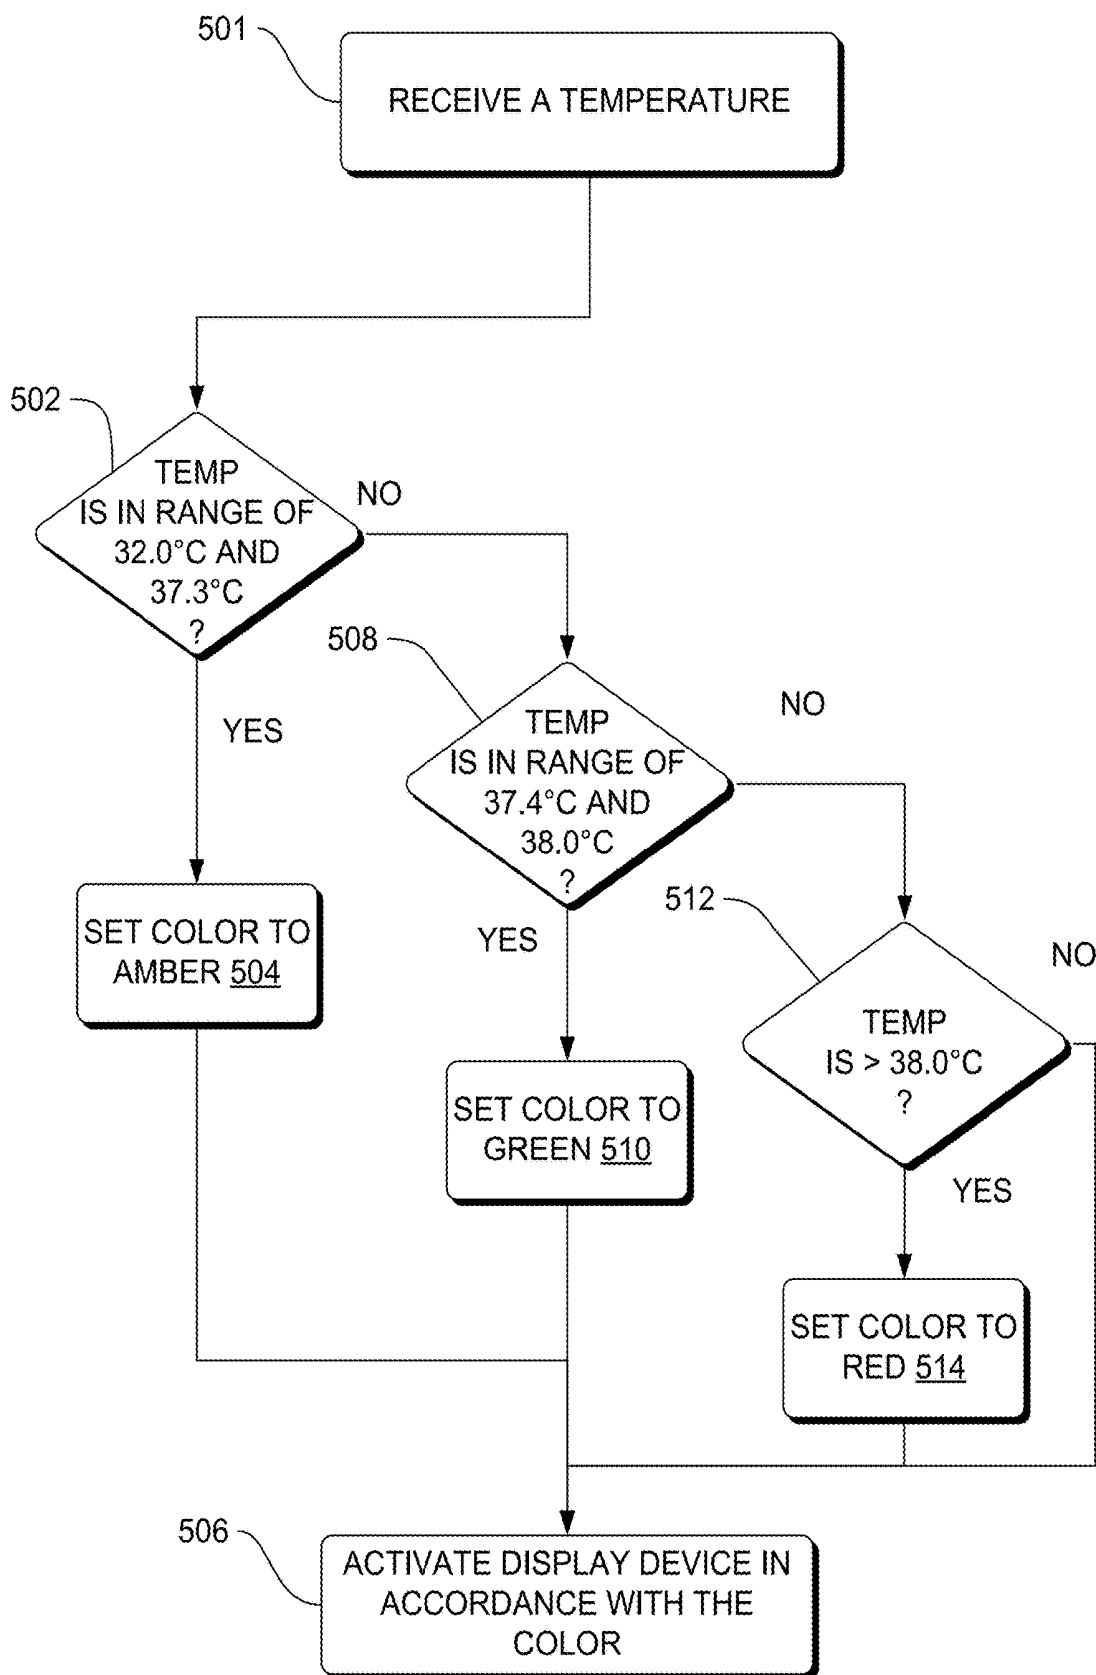 501
RECEIVE A TEMPERATURE
502
TEMP
IS IN RANGE OF
32.0°C AND
37.3°C
?
NO
YES
508
TEMP
IS IN RANGE OF
37.4°C AND
38.0°C
?
NO
YES
SET COLOR TO
AMBER 504
512
TEMP
IS > 38.0°C
?
NO
YES
SET COLOR TO
GREEN 510
SET COLOR TO
RED 514
506
ACTIVATE DISPLAY DEVICE IN
ACCORDANCE WITH THE
COLOR